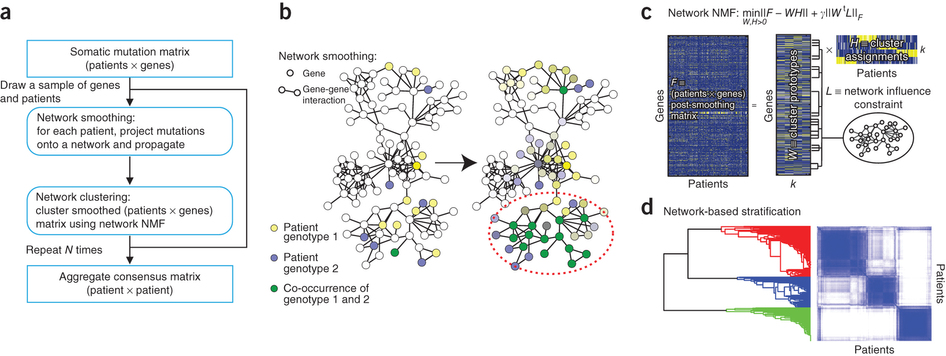 a
Somatic mutation matrix
(patients × genes)
Draw a sample of genes
and patients
Network smoothing:
for each patient, project mutations
onto a network and propagate
Network clustering:
cluster smoothed (patients × genes)
matrix using network NMF
Repeat N times
Aggregate consensus matrix
(patient × patient)
b
Network smoothing:
Gene
Gene-gene
interaction
Patient
genotype 1
Patient
genotype 2
Co-occurrence of
genotype 1 and 2
c
Network NMF: min||F − WH|| + γ||WᵗL||F
W,H>0
Genes
F =
(patients × genes)
post-smoothing
matrix
Patients
=
Genes
W = cluster prototypes
k
×
H = cluster
assignments
k
Patients
L = network influence
constraint
d
Network-based stratification
Patients
Patients